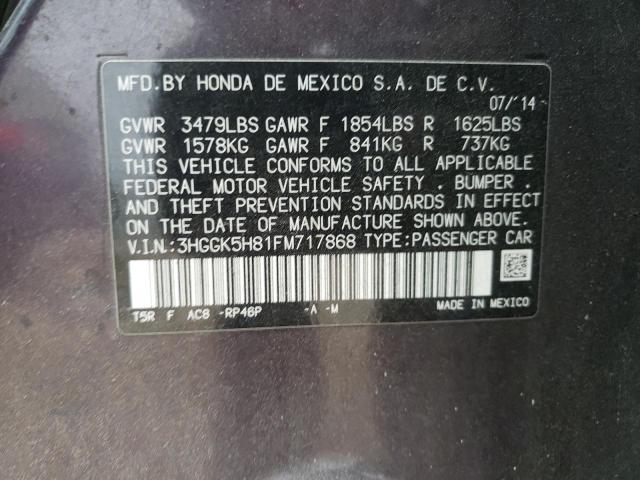 MFD.BY HONDA DE MEXICO S.A. DE C.V.
07/'14
GVWR 3479LBS GAWR F 1854LBS R 1625LBS
GVWR 1578KG GAWR F 841KG R 737KG
THIS VEHICLE CONFORMS TO ALL APPLICABLE
FEDERAL MOTOR VEHICLE SAFETY . BUMPER .
AND THEFT PREVENTION STANDARDS IN EFFECT
ON THE DATE OF MANUFACTURE SHOWN ABOVE.
V.I.N.:3HGGK5H81FM717868 TYPE:PASSENGER CAR
T5R F AC8 -RP46P -A -M MADE IN MEXICO